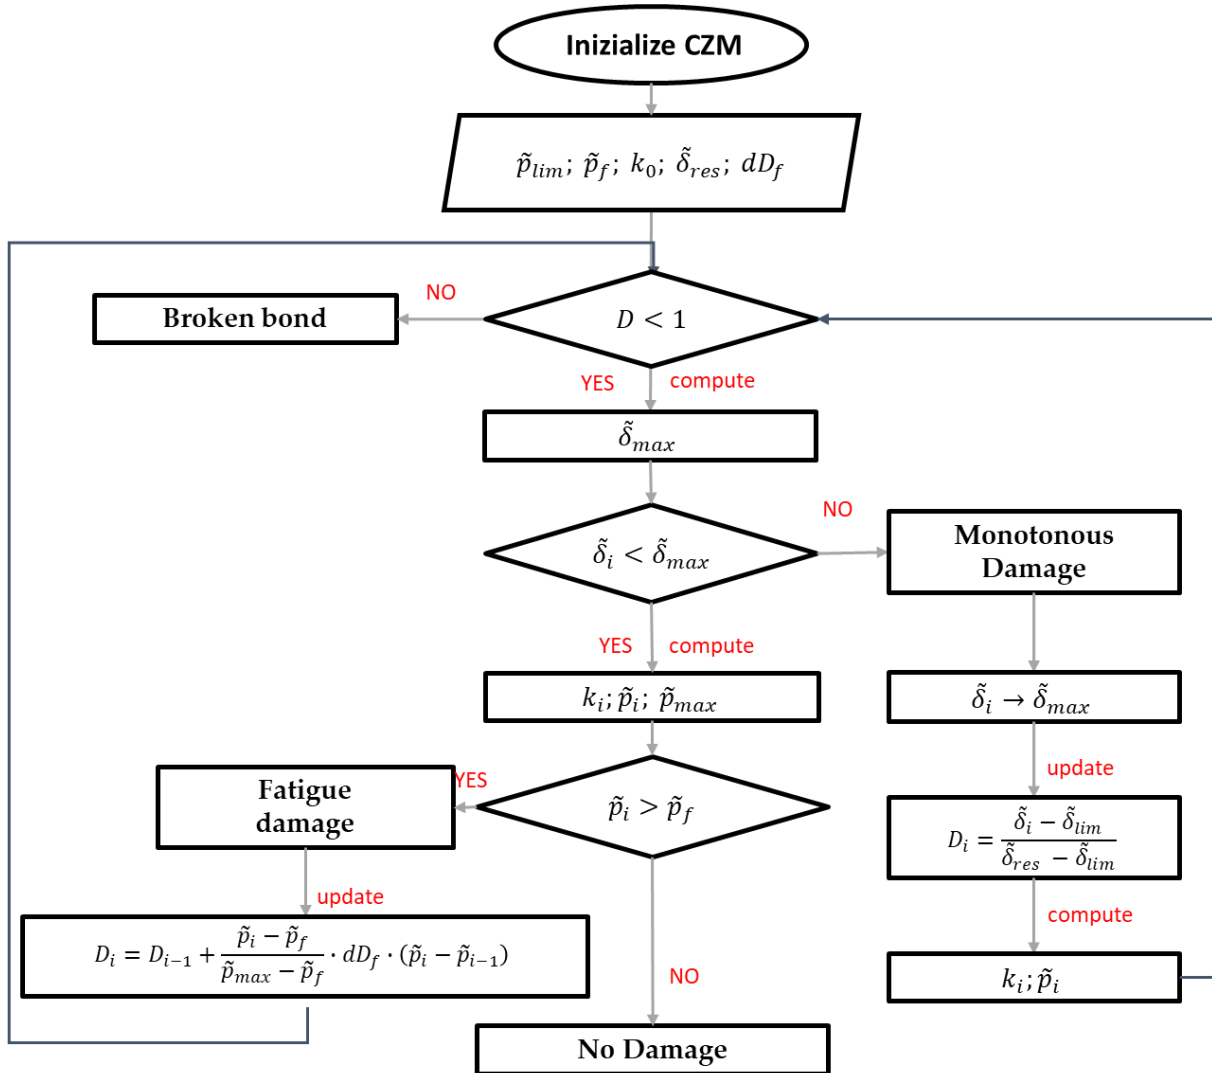 Inizialize CZM
p̃_lim; p̃_f; k_0; δ̃_res; dD_f
NO
Broken bond
D < 1
YES compute
δ̃_max
NO
δ̃_i < δ̃_max
Monotonous
Damage
YES compute
k_i; p̃_i; p̃_max
δ̃_i → δ̃_max
update
YES
Fatigue
damage
p̃_i > p̃_f
D_i = (δ̃_i − δ̃_lim)/(δ̃_res − δ̃_lim)
update
compute
D_i = D_{i−1} + (p̃_i − p̃_f)/(p̃_max − p̃_f) · dD_f · (p̃_i − p̃_{i−1})
NO
k_i; p̃_i
No Damage